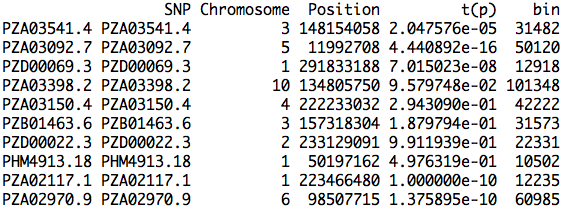 SNP Chromosome Position t(p) bin
PZA03541.4 PZA03541.4 3 148154058 2.047576e-05 31482
PZA03092.7 PZA03092.7 5 11992708 4.440892e-16 50120
PZD00069.3 PZD00069.3 1 291833188 7.015023e-08 12918
PZA03398.2 PZA03398.2 10 134805750 9.579748e-02 101348
PZA03150.4 PZA03150.4 4 222233032 2.943090e-01 42222
PZB01463.6 PZB01463.6 3 157318304 1.879794e-01 31573
PZD00022.3 PZD00022.3 2 233129091 9.911939e-01 22331
PHM4913.18 PHM4913.18 1 50197162 4.976319e-01 10502
PZA02117.1 PZA02117.1 1 223466480 1.000000e-10 12235
PZA02970.9 PZA02970.9 6 98507715 1.375895e-10 60985